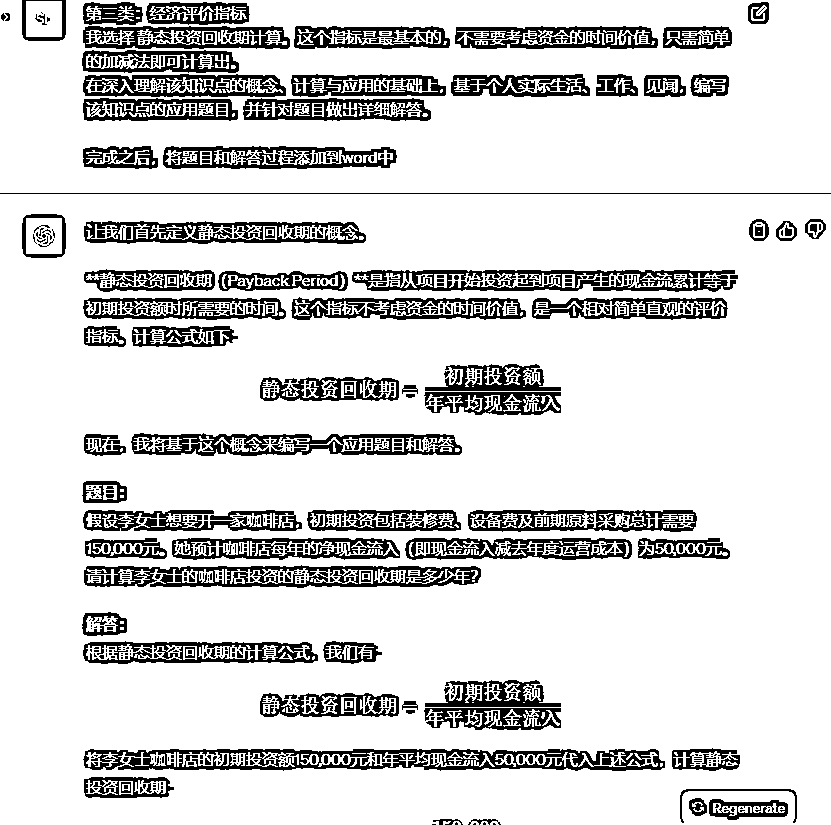 第二类：经济评价指标
我选择 静态投资回收期计算。这个指标是最基本的，不需要考虑资金的时间价值，只需简单
的加减法即可计算出。
在深入理解该知识点的概念、计算与应用的基础上，基于个人实际生活、工作、见闻，编写
该知识点的应用题目，并针对题目做出详细解答。
完成之后，将题目和解答过程添加到word中
让我们首先定义静态投资回收期的概念。
**静态投资回收期（Payback Period）**是指从项目开始投资起到项目产生的现金流累计等于
初期投资额时所需要的时间。这个指标不考虑资金的时间价值，是一个相对简单直观的评价
指标。计算公式如下：
静态投资回收期 = 初期投资额
年平均现金流入
现在，我将基于这个概念来编写一个应用题目和解答。
题目：
假设李女士想要开一家咖啡店，初期投资包括装修费、设备费及前期原料采购总计需要
150,000元。她预计咖啡店每年的净现金流入（即现金流入减去年度运营成本）为50,000元。
请计算李女士的咖啡店投资的静态投资回收期是多少年？
解答：
根据静态投资回收期的计算公式，我们有：
静态投资回收期 = 初期投资额
年平均现金流入
将李女士咖啡店的初期投资额150,000元和年平均现金流入50,000元代入上述公式，计算静态
投资回收期：
Regenerate
150,000